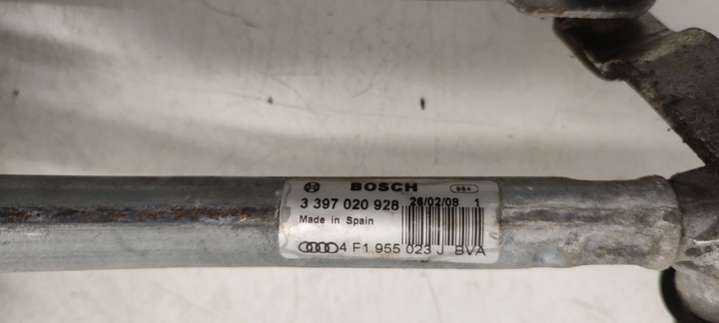 BOSCH
3 397 020 928 26/02/08 1
Made in Spain
4 F1 955 023 J BVA